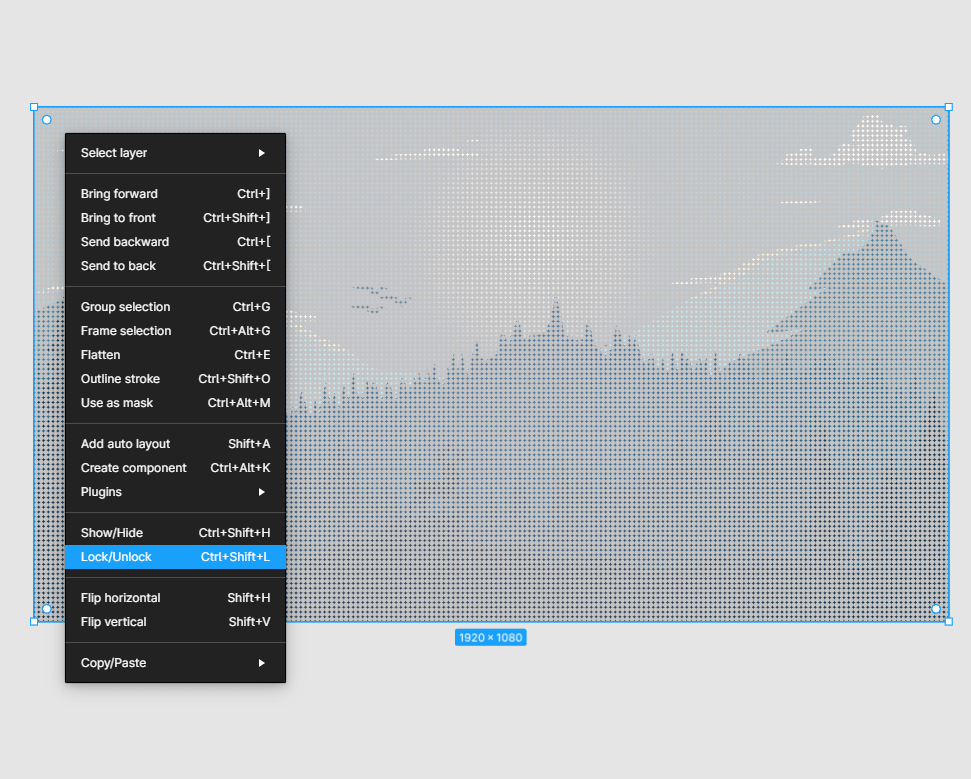 Select layer
Bring forward Ctrl+]
Bring to front Ctrl+Shift+]
Send backward Ctrl+[
Send to back Ctrl+Shift+[
Group selection Ctrl+G
Frame selection Ctrl+Alt+G
Flatten Ctrl+E
Outline stroke Ctrl+Shift+O
Use as mask Ctrl+Alt+M
Add auto layout Shift+A
Create component Ctrl+Alt+K
Plugins
Show/Hide Ctrl+Shift+H
Lock/Unlock Ctrl+Shift+L
Flip horizontal Shift+H
Flip vertical Shift+V
1920 × 1080
Copy/Paste